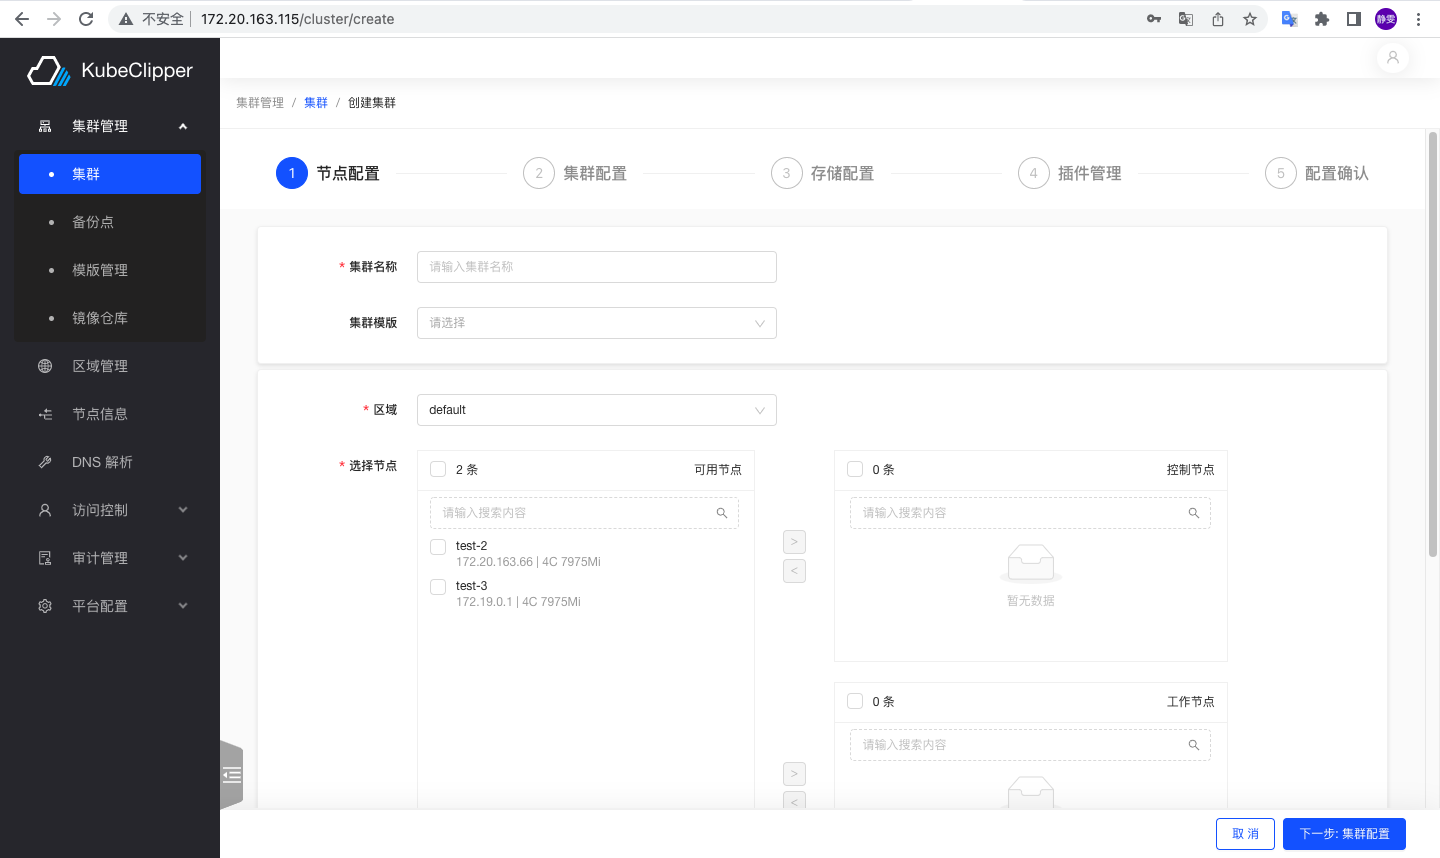 不安全 172.20.163.115/cluster/create
静雯
KubeClipper
集群管理
集群
备份点
模版管理
镜像仓库
区域管理
节点信息
DNS 解析
访问控制
审计管理
平台配置
集群管理 / 集群 / 创建集群
1 节点配置
2 集群配置
3 存储配置
4 插件管理
5 配置确认
* 集群名称 请输入集群名称
集群模版 请选择
* 区域 default
* 选择节点
2 条 可用节点
请输入搜索内容
test-2
172.20.163.66 | 4C 7975Mi
test-3
172.19.0.1 | 4C 7975Mi
>
<
0 条 控制节点
请输入搜索内容
暂无数据
0 条 工作节点
请输入搜索内容
>
<
取 消
下一步: 集群配置